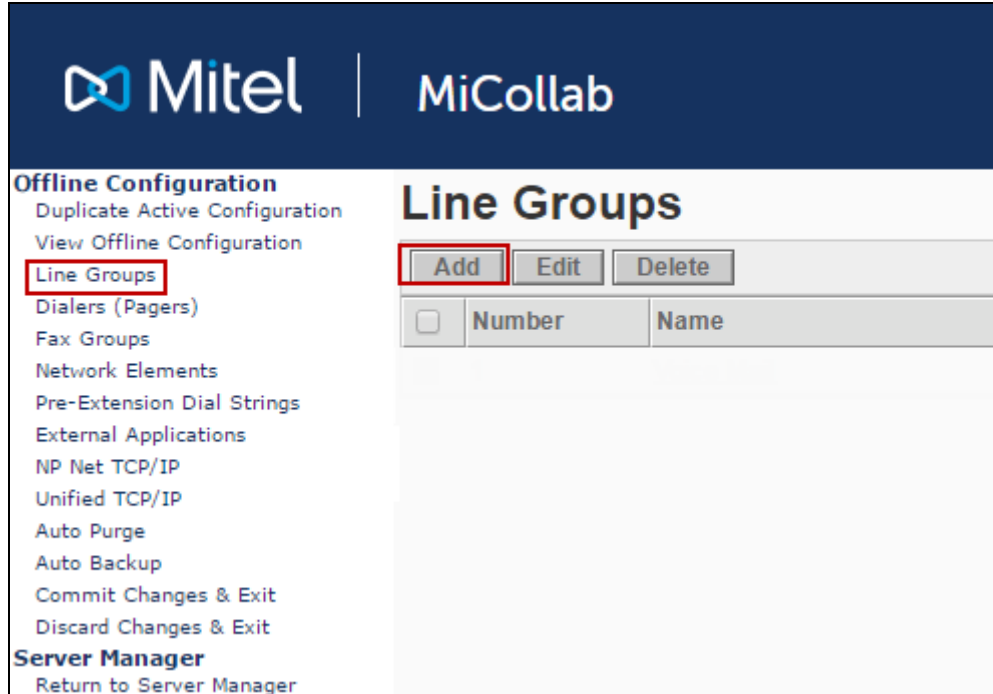 Mitel | MiCollab
Offline Configuration
Duplicate Active Configuration
View Offline Configuration
Line Groups
Dialers (Pagers)
Fax Groups
Network Elements
Pre-Extension Dial Strings
External Applications
NP Net TCP/IP
Unified TCP/IP
Auto Purge
Auto Backup
Commit Changes & Exit
Discard Changes & Exit
Server Manager
Return to Server Manager
Line Groups
Add Edit Delete
Number Name